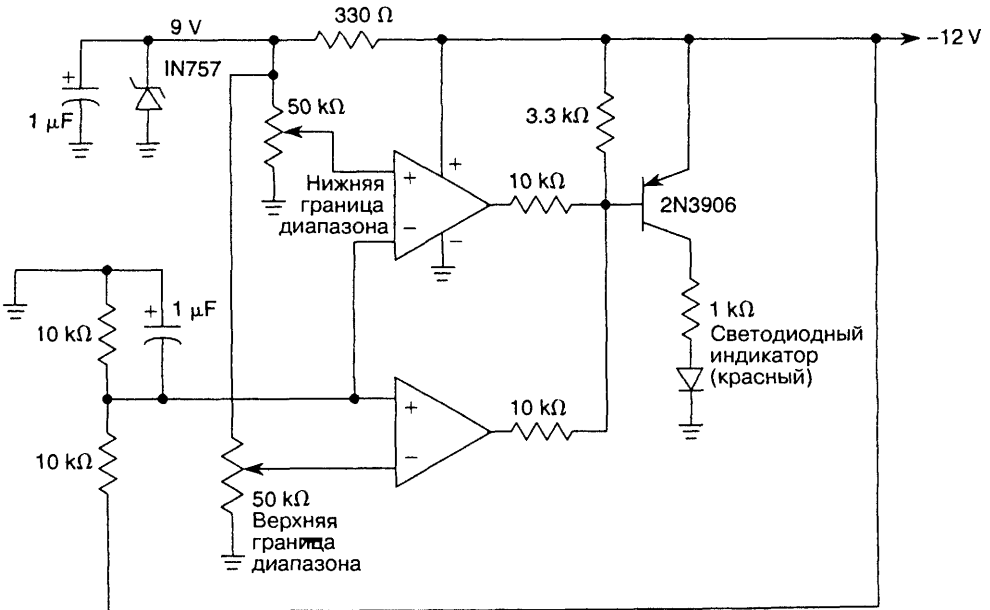 9 V
330 Ω
–12 V
IN757
+
1 μF
50 kΩ
3.3 kΩ
+
+
10 kΩ
Нижняя
граница
диапазона
–
–
2N3906
+
1 μF
10 kΩ
1 kΩ
Светодиодный
индикатор
(красный)
+
10 kΩ
10 kΩ
–
50 kΩ
Верхняя
граница
диапазона